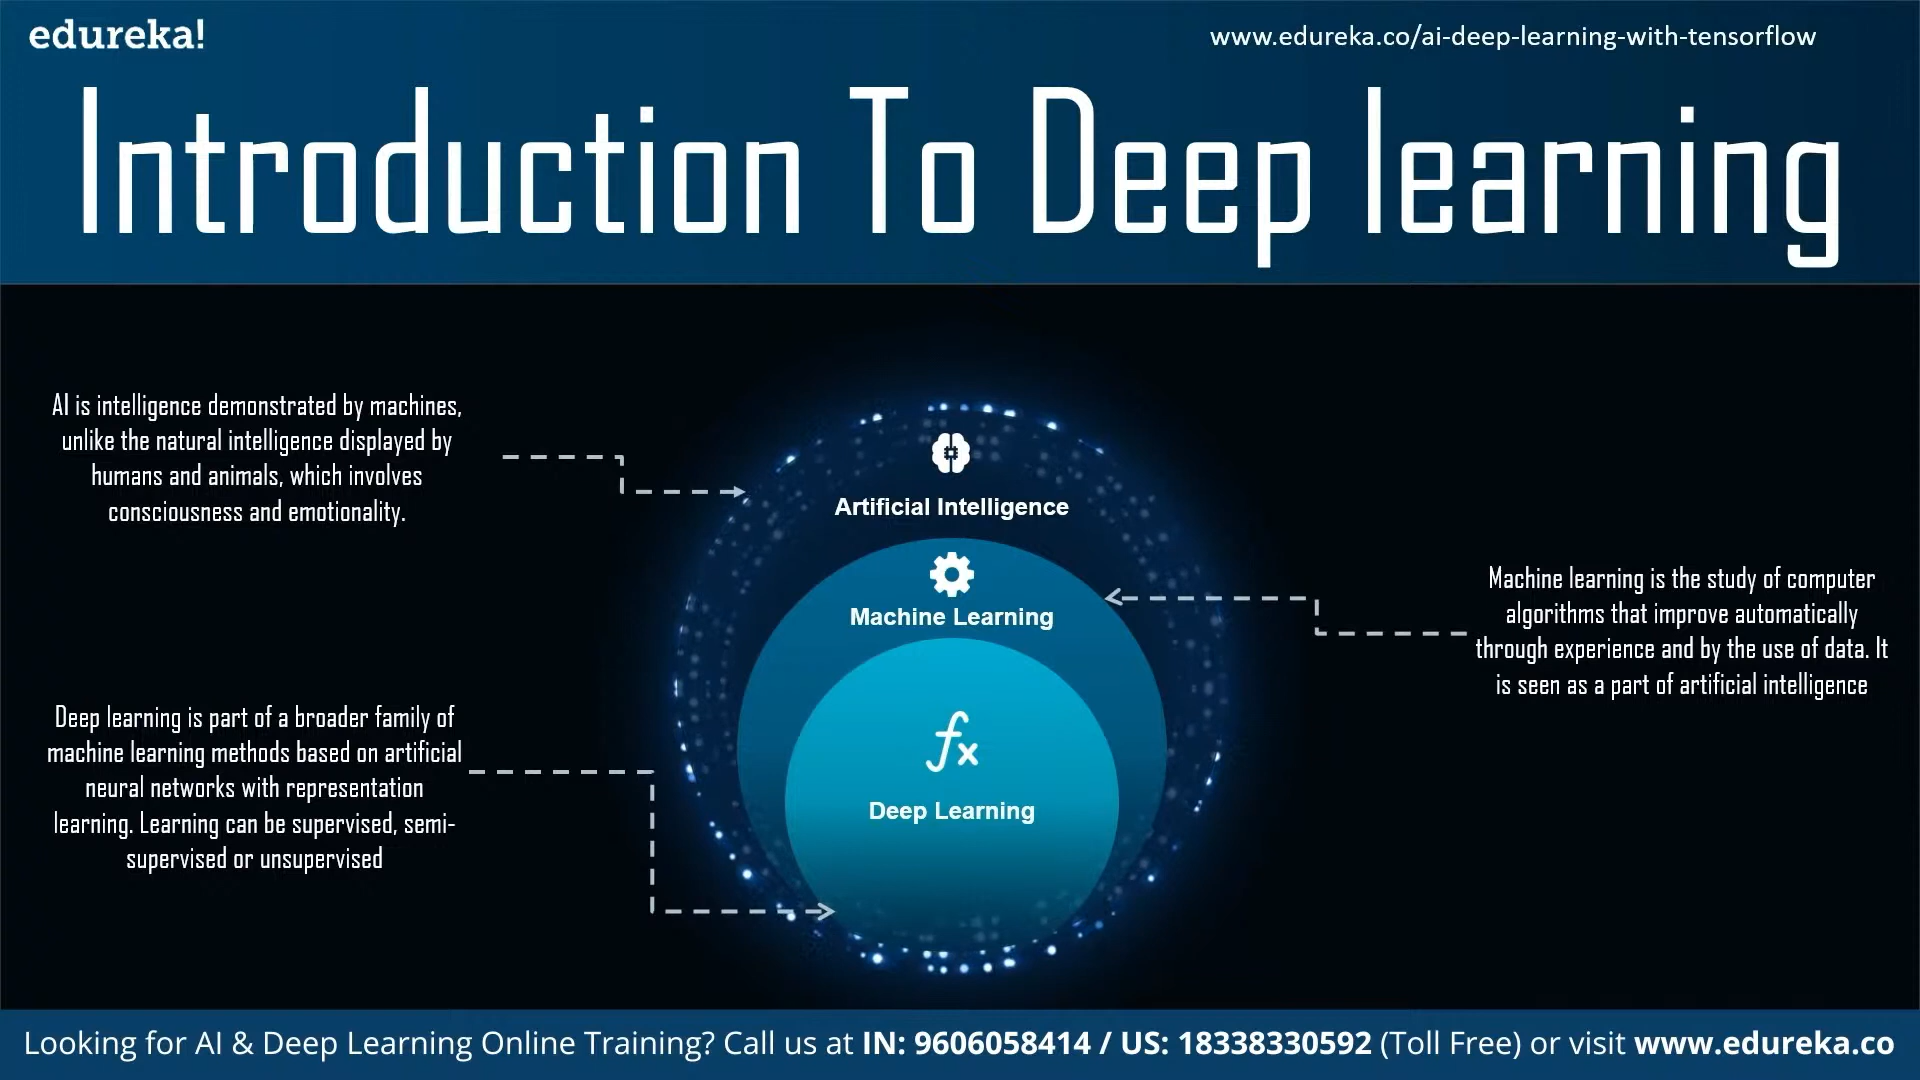 edureka!
www.edureka.co/ai-deep-learning-with-tensorflow
Introduction To Deep learning
AI is intelligence demonstrated by machines,
unlike the natural intelligence displayed by
humans and animals, which involves
consciousness and emotionality.
Artificial Intelligence
Machine Learning
Machine learning is the study of computer
algorithms that improve automatically
through experience and by the use of data. It
is seen as a part of artificial intelligence
Deep learning is part of a broader family of
machine learning methods based on artificial
neural networks with representation
learning. Learning can be supervised, semi-
supervised or unsupervised
fx
Deep Learning
Looking for AI & Deep Learning Online Training? Call us at IN: 9606058414 / US: 18338330592 (Toll Free) or visit www.edureka.co